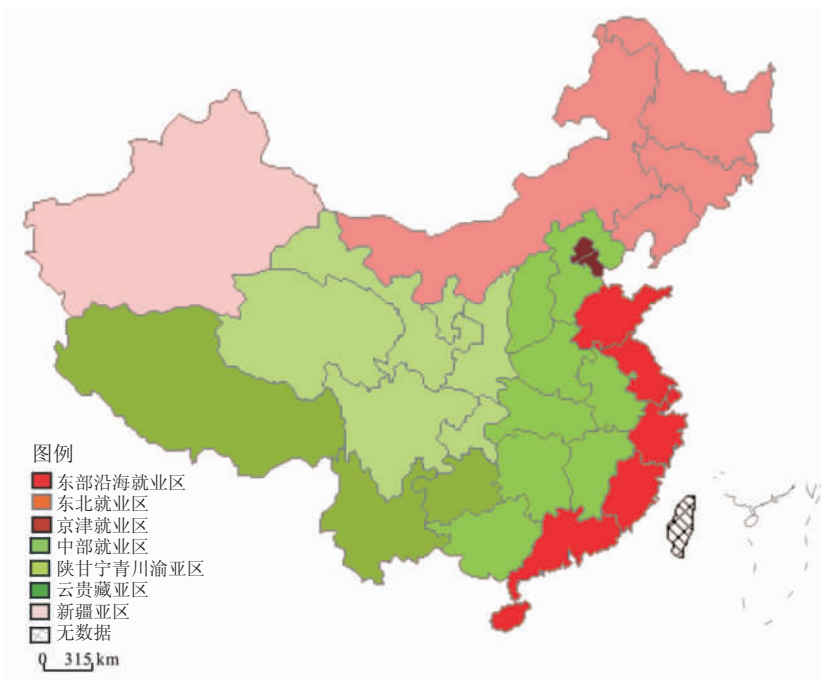 图例
东部沿海就业区
东北就业区
京津就业区
中部就业区
陕甘宁青川渝亚区
云贵藏亚区
新疆亚区
无数据
0 315 km